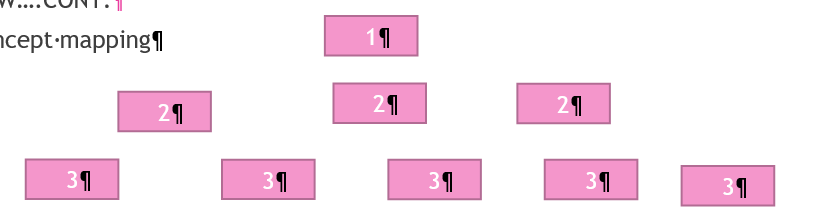 W....CONT.¶
ncept·mapping¶
1¶
2¶ 2¶ 2¶
3¶ 3¶ 3¶ 3¶ 3¶